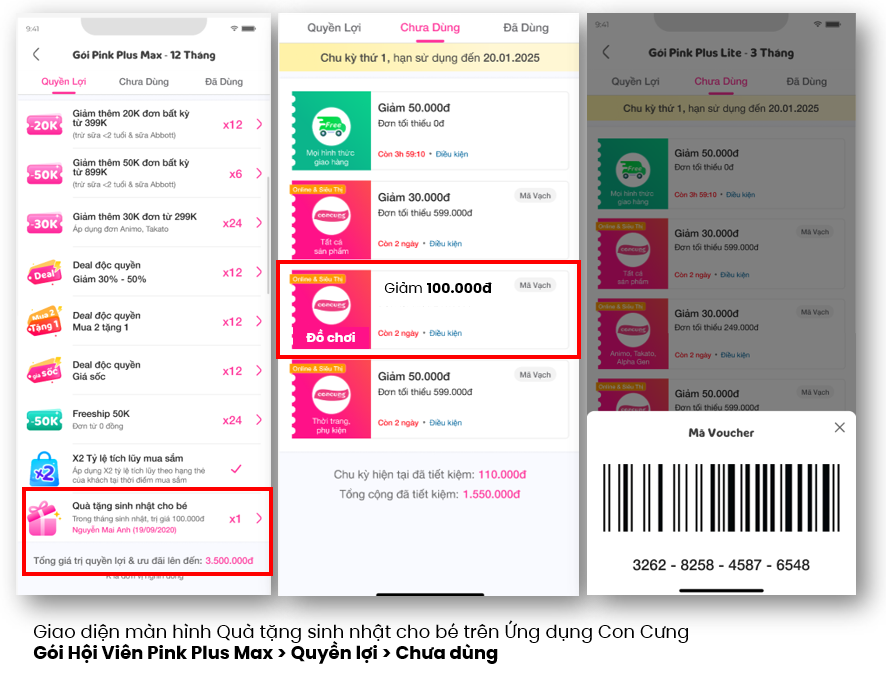 9:41
Gói Pink Plus Max - 12 Tháng
Quyền Lợi
Chưa Dùng
Đã Dùng
-20K
Giảm thêm 20K đơn bất kỳ
từ 399K
(trừ sữa <2 tuổi & sữa Abbott)
x12
-50K
Giảm thêm 50K đơn bất kỳ
từ 899K
(trừ sữa <2 tuổi & sữa Abbott)
x6
-30K
Giảm thêm 30K đơn từ 299K
Áp dụng đơn Animo, Takato
x24
Deal
Deal độc quyền
Giảm 30% - 50%
x12
Mua 2
Tặng 1
Deal độc quyền
Mua 2 tặng 1
x12
giá sốc
Deal độc quyền
Giá sốc
x12
-50K
Freeship 50K
Đơn từ 0 đồng
x24
x2
X2 Tỷ lệ tích lũy mua sắm
Áp dụng X2 tỷ lệ tích lũy theo hạng thẻ
của khách tại thời điểm mua sắm
Quà tặng sinh nhật cho bé
Trong tháng sinh nhật, trị giá 100.000đ
Nguyễn Mai Anh (19/09/2020)
x1
Tổng giá trị quyền lợi & ưu đãi lên đến: 3.500.000đ
K là đơn vị nghìn đồng
Quyền Lợi
Chưa Dùng
Đã Dùng
Chu kỳ thứ 1, hạn sử dụng đến 20.01.2025
Free
Mọi hình thức
giao hàng
Giảm 50.000đ
Đơn tối thiểu 0đ
Còn 3h 59:10 • Điều kiện
Online & Siêu Thị
concung
Tất cả
sản phẩm
Giảm 30.000đ
Mã Vạch
Đơn tối thiểu 599.000đ
Còn 2 ngày • Điều kiện
Online & Siêu Thị
concung
Đồ chơi
Giảm 100.000đ
Mã Vạch
Còn 2 ngày • Điều kiện
Online & Siêu Thị
concung
Thời trang,
phụ kiện
Giảm 50.000đ
Mã Vạch
Đơn tối thiểu 599.000đ
Còn 2 ngày • Điều kiện
Chu kỳ hiện tại đã tiết kiệm: 110.000đ
Tổng cộng đã tiết kiệm: 1.550.000đ
9:41
Gói Pink Plus Lite - 3 Tháng
Quyền Lợi
Chưa Dùng
Đã Dùng
Chu kỳ thứ 1, hạn sử dụng đến 20.01.2025
Free
Mọi hình thức
giao hàng
Giảm 50.000đ
Đơn tối thiểu 0đ
Còn 3h 59:10 • Điều kiện
Online & Siêu Thị
concung
Tất cả
sản phẩm
Giảm 30.000đ
Mã Vạch
Đơn tối thiểu 599.000đ
Còn 2 ngày • Điều kiện
Online & Siêu Thị
concung
Animo, Takato,
Alpha Gen
Giảm 30.000đ
Mã Vạch
Đơn tối thiểu 249.000đ
Còn 2 ngày • Điều kiện
Online & Siêu Thị
Giảm 50.000đ
Mã Vạch
Đơn tối thiểu 599.000đ
Mã Voucher
3262 - 8258 - 4587 - 6548
Giao diện màn hình Quà tặng sinh nhật cho bé trên Ứng dụng Con Cưng
Gói Hội Viên Pink Plus Max > Quyền lợi > Chưa dùng